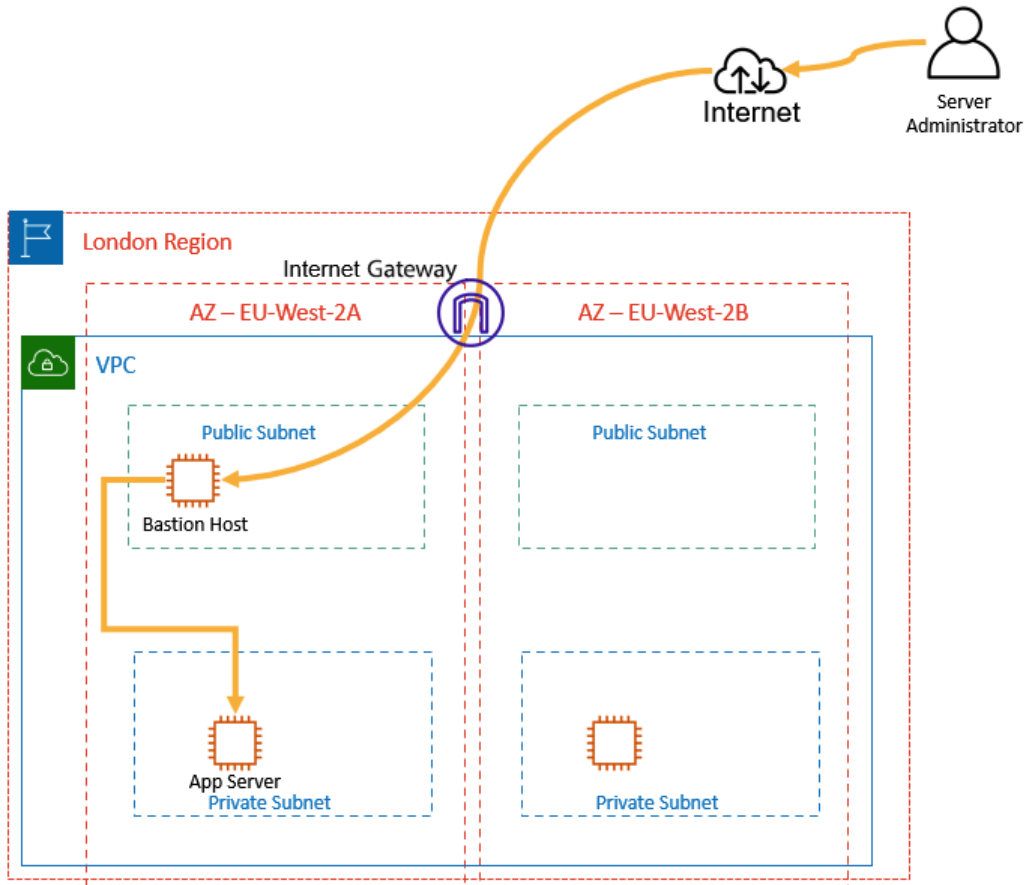 Internet
Server
Administrator
London Region
Internet Gateway
AZ – EU-West-2A
AZ – EU-West-2B
VPC
Public Subnet
Public Subnet
Bastion Host
App Server
Private Subnet
Private Subnet